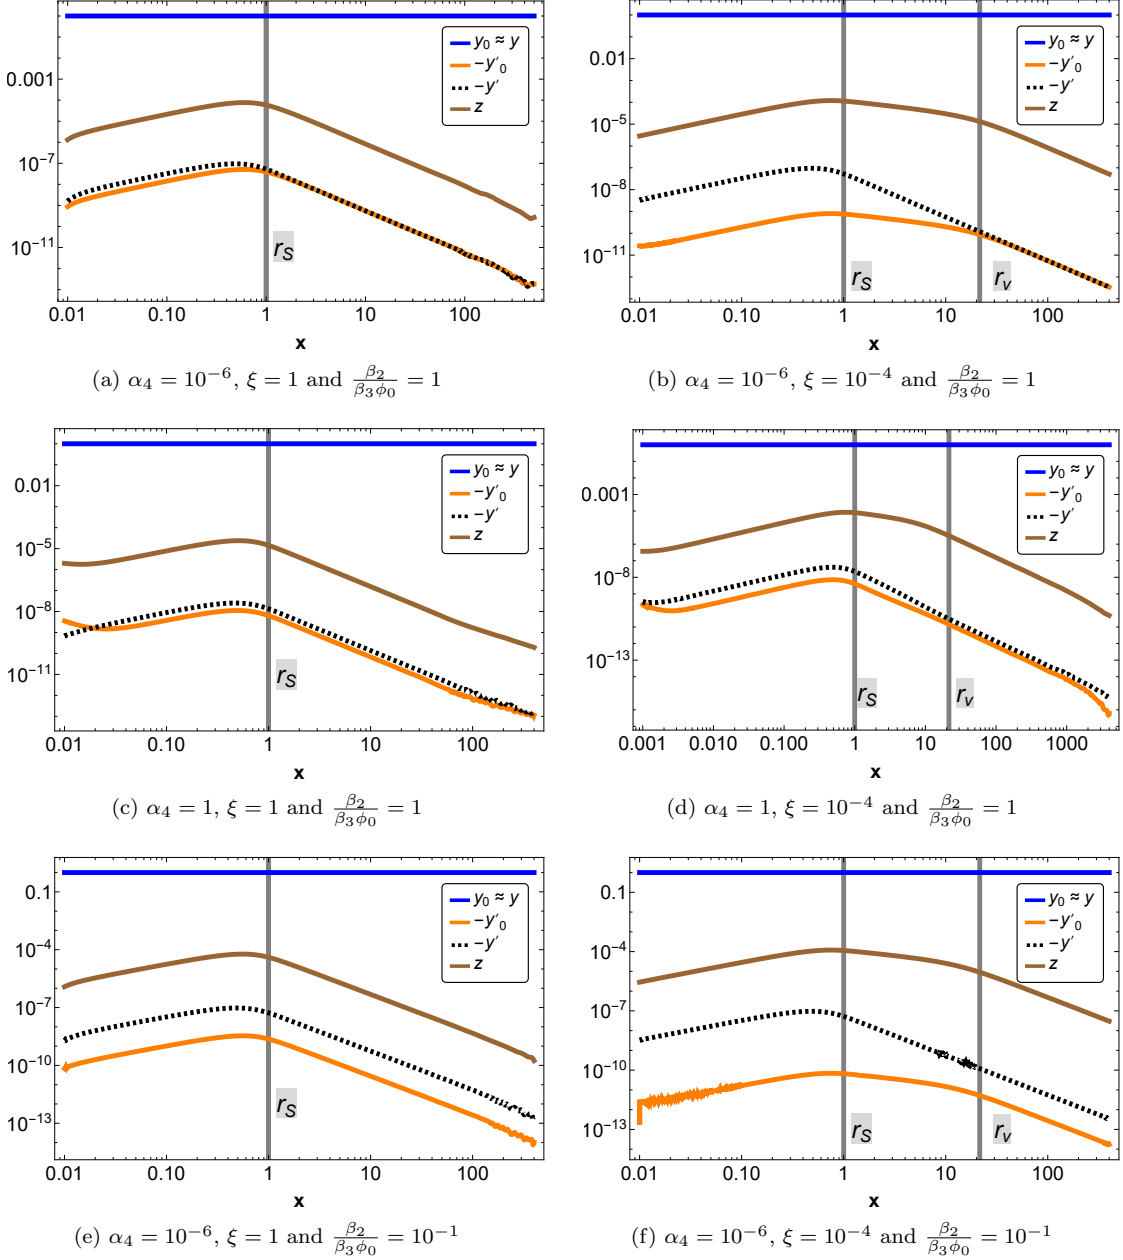 y₀ ≈ y
−y′₀
−y′
z
0.001
10⁻⁷
10⁻¹¹
r_S
0.01 0.10 1 10 100
x
(a) α₄ = 10⁻⁶, ξ = 1 and β₂/(β₃φ₀) = 1
y₀ ≈ y
−y′₀
−y′
z
0.01
10⁻⁵
10⁻⁸
10⁻¹¹
r_S r_v
0.01 0.10 1 10 100
x
(b) α₄ = 10⁻⁶, ξ = 10⁻⁴ and β₂/(β₃φ₀) = 1
y₀ ≈ y
−y′₀
−y′
z
0.01
10⁻⁵
10⁻⁸
10⁻¹¹
r_S
0.01 0.10 1 10 100
x
(c) α₄ = 1, ξ = 1 and β₂/(β₃φ₀) = 1
y₀ ≈ y
−y′₀
−y′
z
0.001
10⁻⁸
10⁻¹³
r_S r_v
0.001 0.010 0.100 1 10 100 1000
x
(d) α₄ = 1, ξ = 10⁻⁴ and β₂/(β₃φ₀) = 1
y₀ ≈ y
−y′₀
−y′
z
0.1
10⁻⁴
10⁻⁷
10⁻¹⁰
10⁻¹³
r_S
0.01 0.10 1 10 100
x
(e) α₄ = 10⁻⁶, ξ = 1 and β₂/(β₃φ₀) = 10⁻¹
y₀ ≈ y
−y′₀
−y′
z
0.1
10⁻⁴
10⁻⁷
10⁻¹⁰
10⁻¹³
r_S r_v
0.01 0.10 1 10 100
x
(f) α₄ = 10⁻⁶, ξ = 10⁻⁴ and β₂/(β₃φ₀) = 10⁻¹